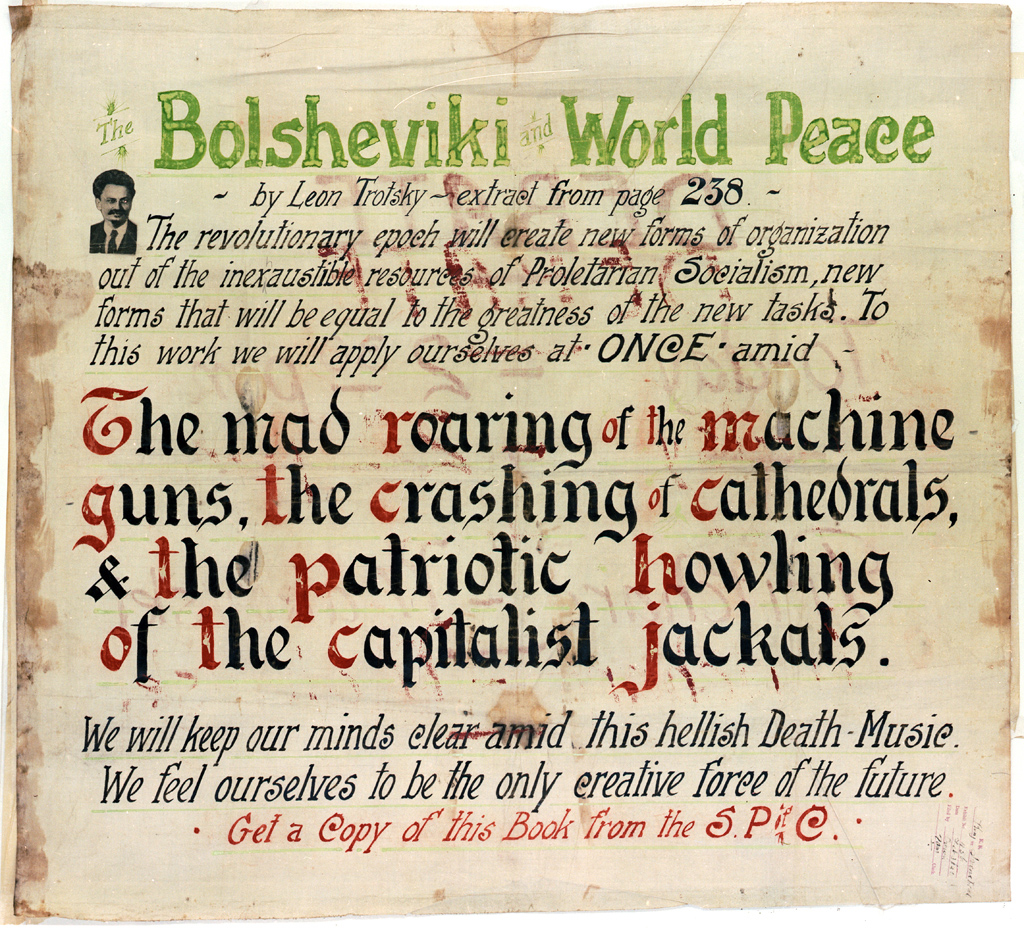 The Bolsheviki and World Peace
~ by Leon Trotsky ~ extract from page 238. ~
The revolutionary epoch will create new forms of organization
out of the inexaustible resources of Proletarian Socialism, new
forms that will be equal to the greatness of the new tasks. To
this work we will apply ourselves at · ONCE · amid ~
The mad roaring of the machine
guns, the crashing of cathedrals,
& the patriotic howling
of the capitalist jackals.
We will keep our minds clear amid this hellish Death-Music.
We feel ourselves to be the only creative force of the future.
· Get a Copy of this Book from the S.P of C. ·